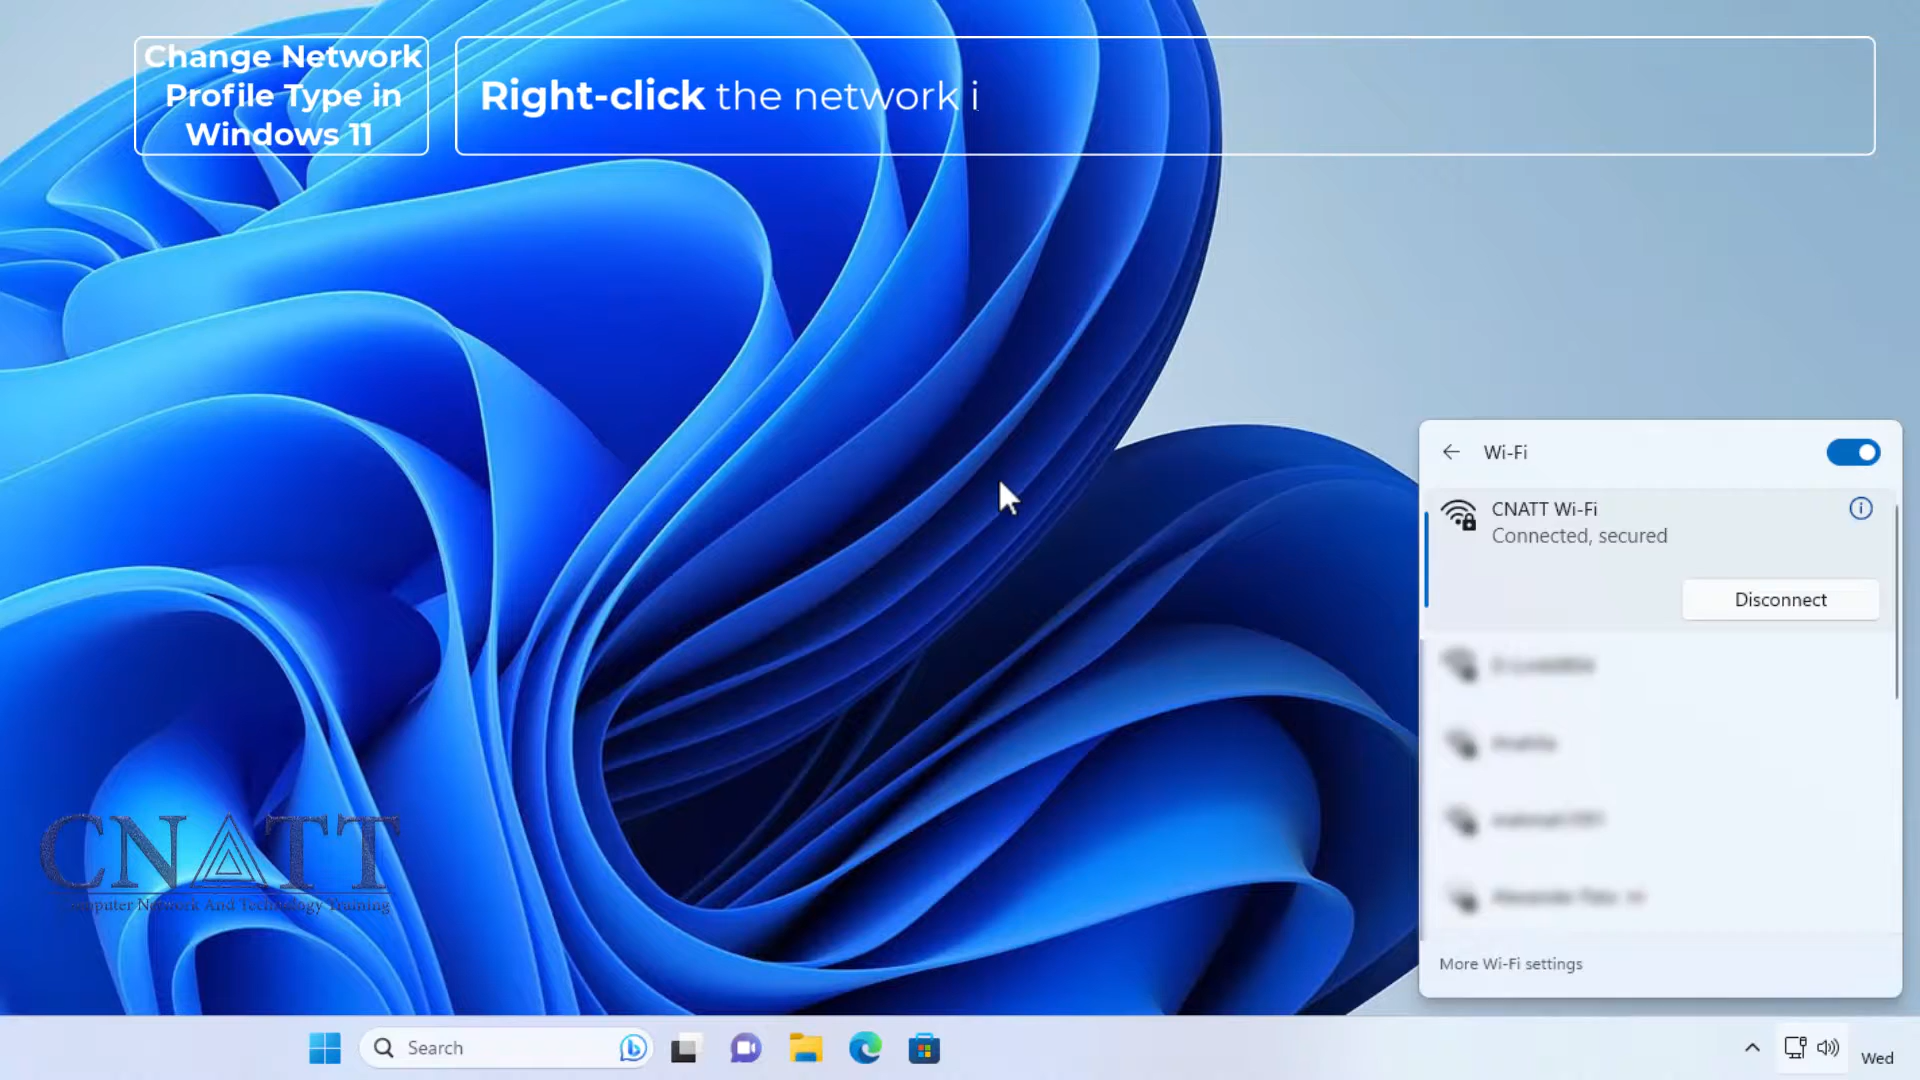 Change Network
Profile Type in
Windows 11
Right-click the network i
Wi-Fi
CNATT Wi-Fi
Connected, secured
Disconnect
More Wi-Fi settings
CNATT
Computer Network And Technology Training
Search
Wed